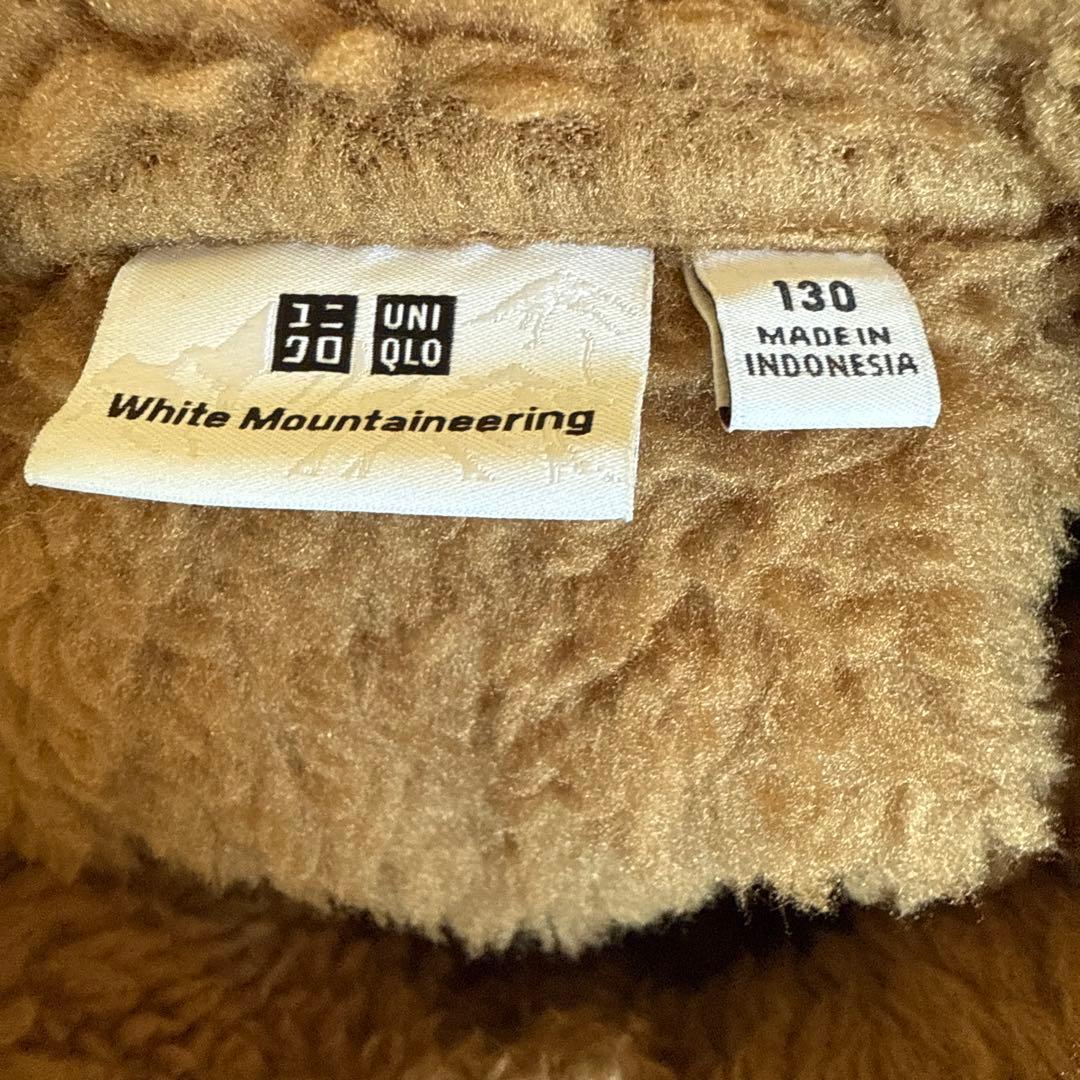 ユニ
クロ
UNI
QLO
White Mountaineering
130
MADE IN
INDONESIA